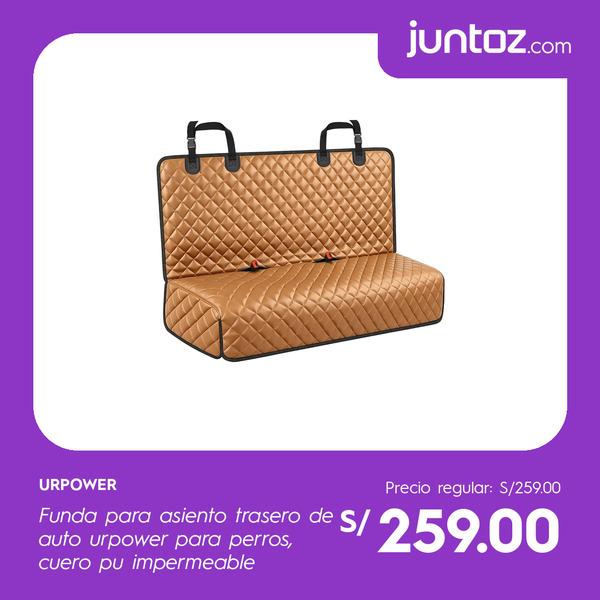 juntoz.com
URPOWER
Funda para asiento trasero de
auto urpower para perros,
cuero pu impermeable
Precio regular: S/259.00
S/ 259.00